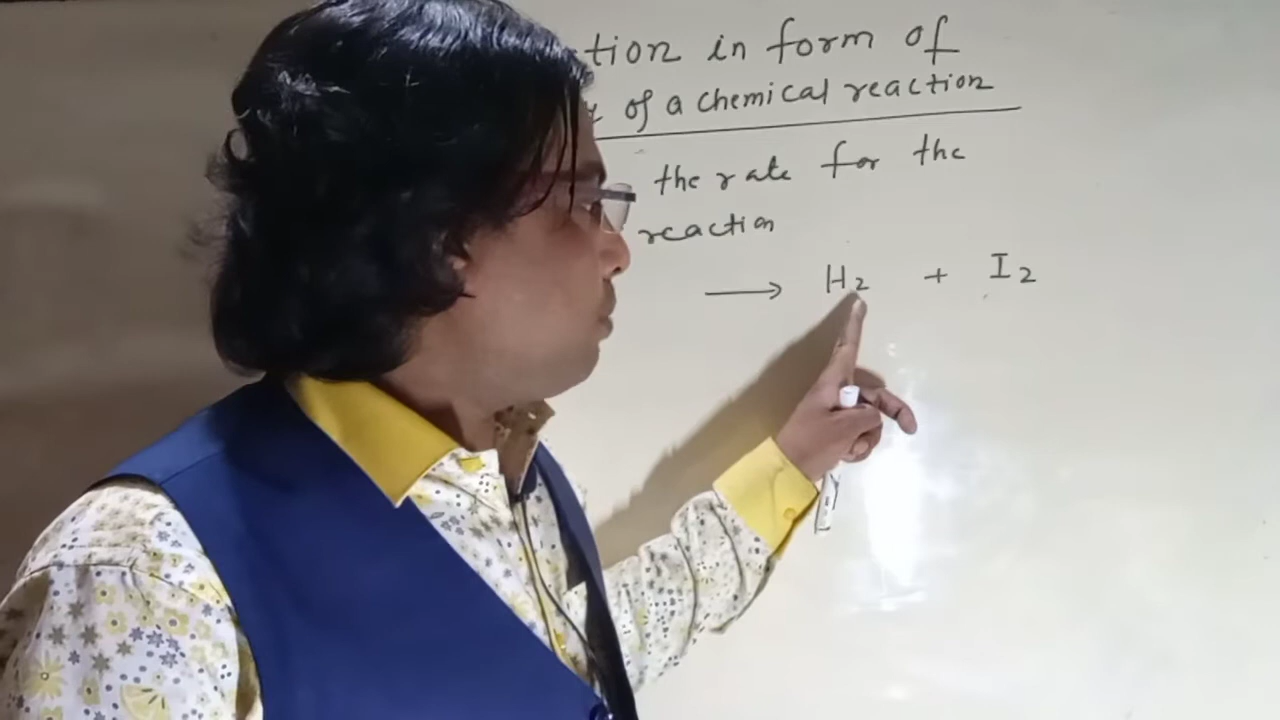 tion in form of
of a chemical reaction
the rate for the
reaction
⟶ H2 + I2